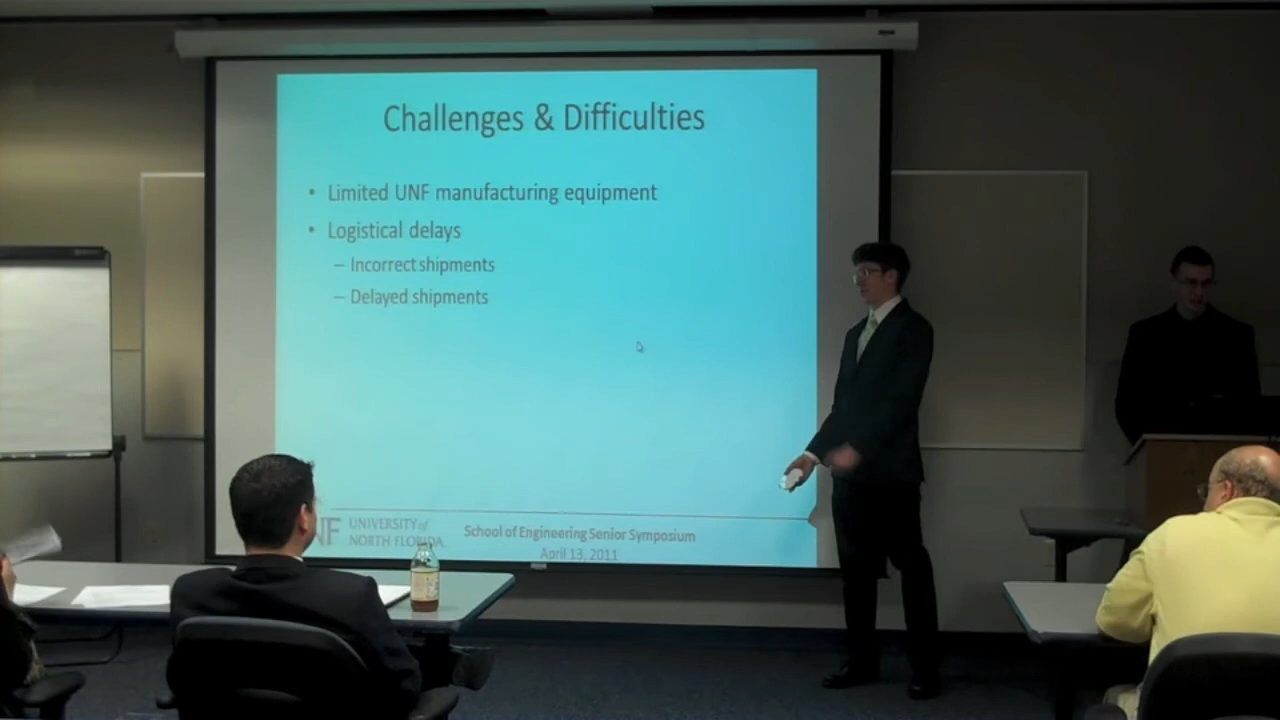 Challenges & Difficulties
• Limited UNF manufacturing equipment
• Logistical delays
– Incorrect shipments
– Delayed shipments
NF
UNIVERSITY of
NORTH FLORIDA
School of Engineering Senior Symposium
April 13, 2011